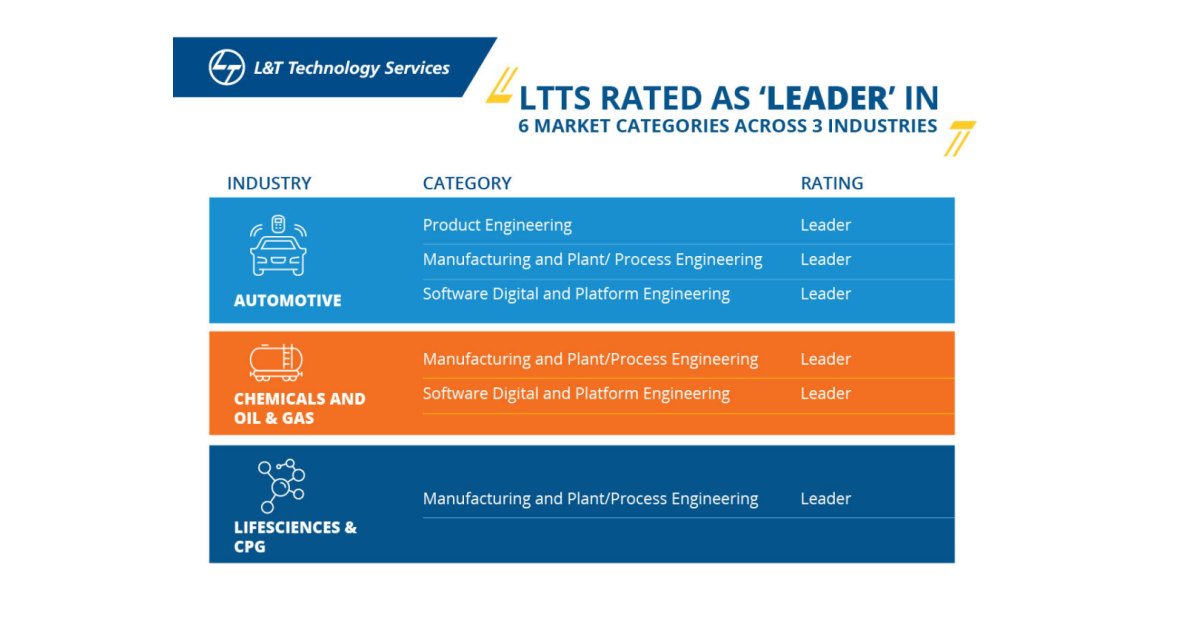 L&T Technology Services
LTTS RATED AS ‘LEADER’ IN
6 MARKET CATEGORIES ACROSS 3 INDUSTRIES
INDUSTRY CATEGORY RATING
AUTOMOTIVE
Product Engineering Leader
Manufacturing and Plant/ Process Engineering Leader
Software Digital and Platform Engineering Leader
CHEMICALS AND
OIL & GAS
Manufacturing and Plant/Process Engineering Leader
Software Digital and Platform Engineering Leader
LIFESCIENCES &
CPG
Manufacturing and Plant/Process Engineering Leader